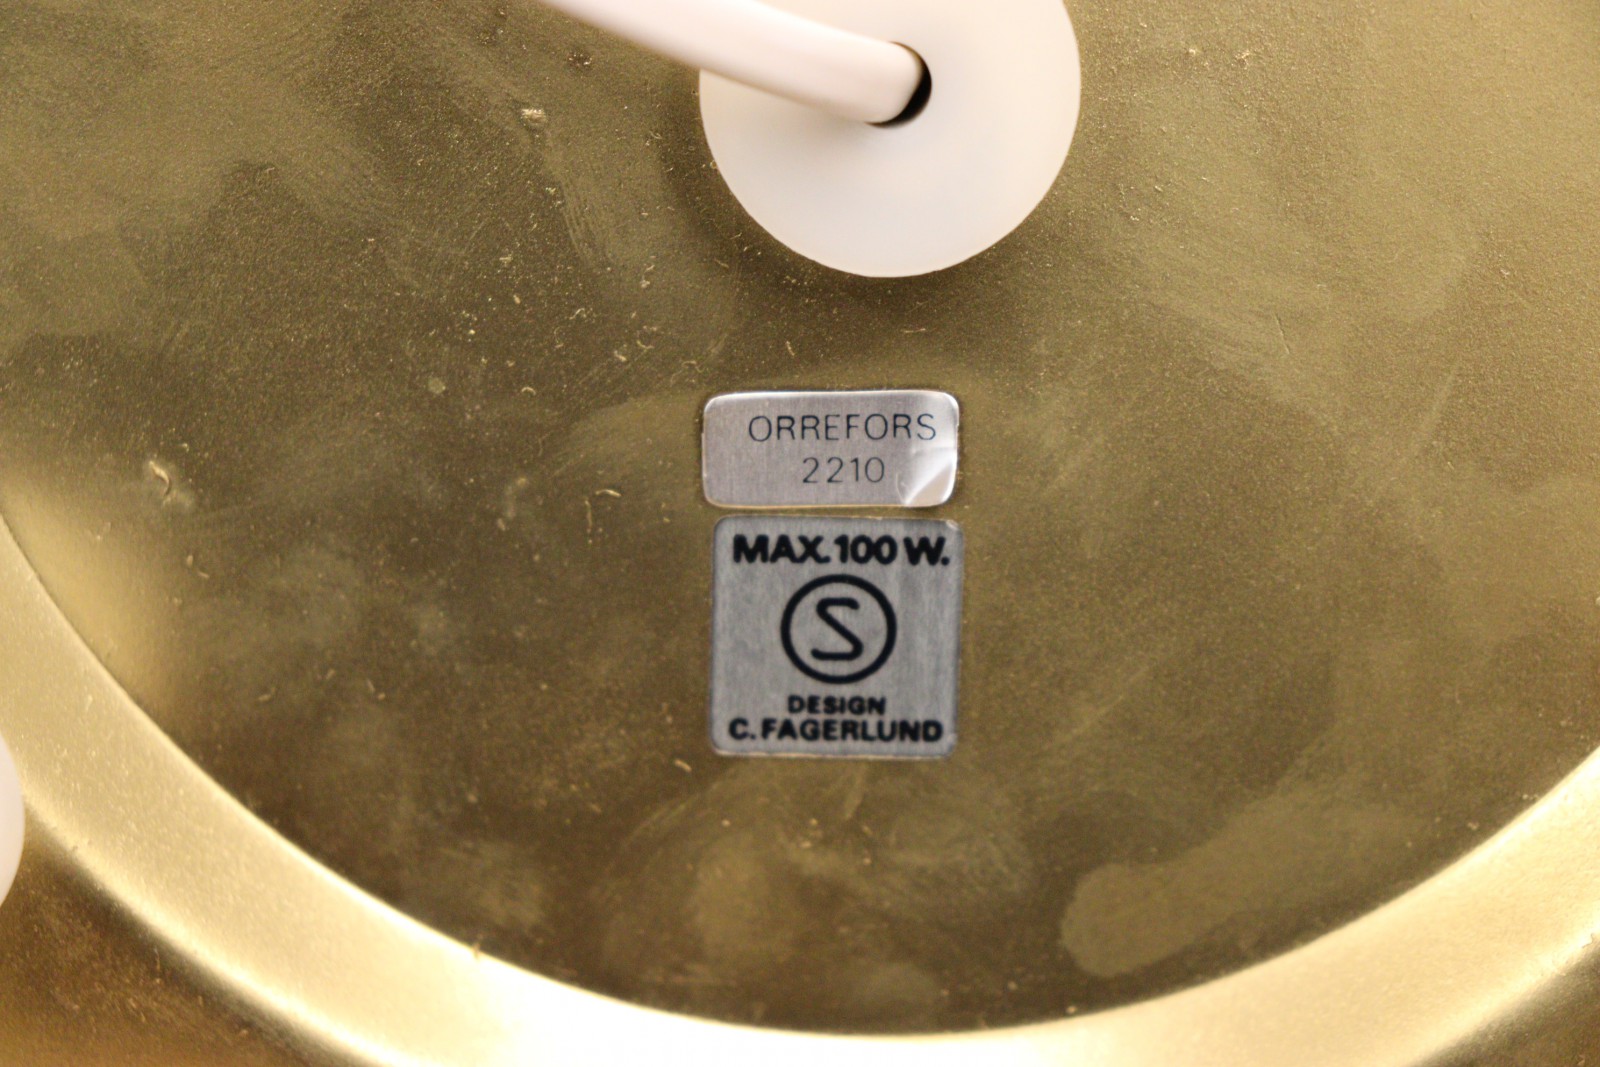 ORREFORS
2210
MAX.100 W.
S
DESIGN
C. FAGERLUND